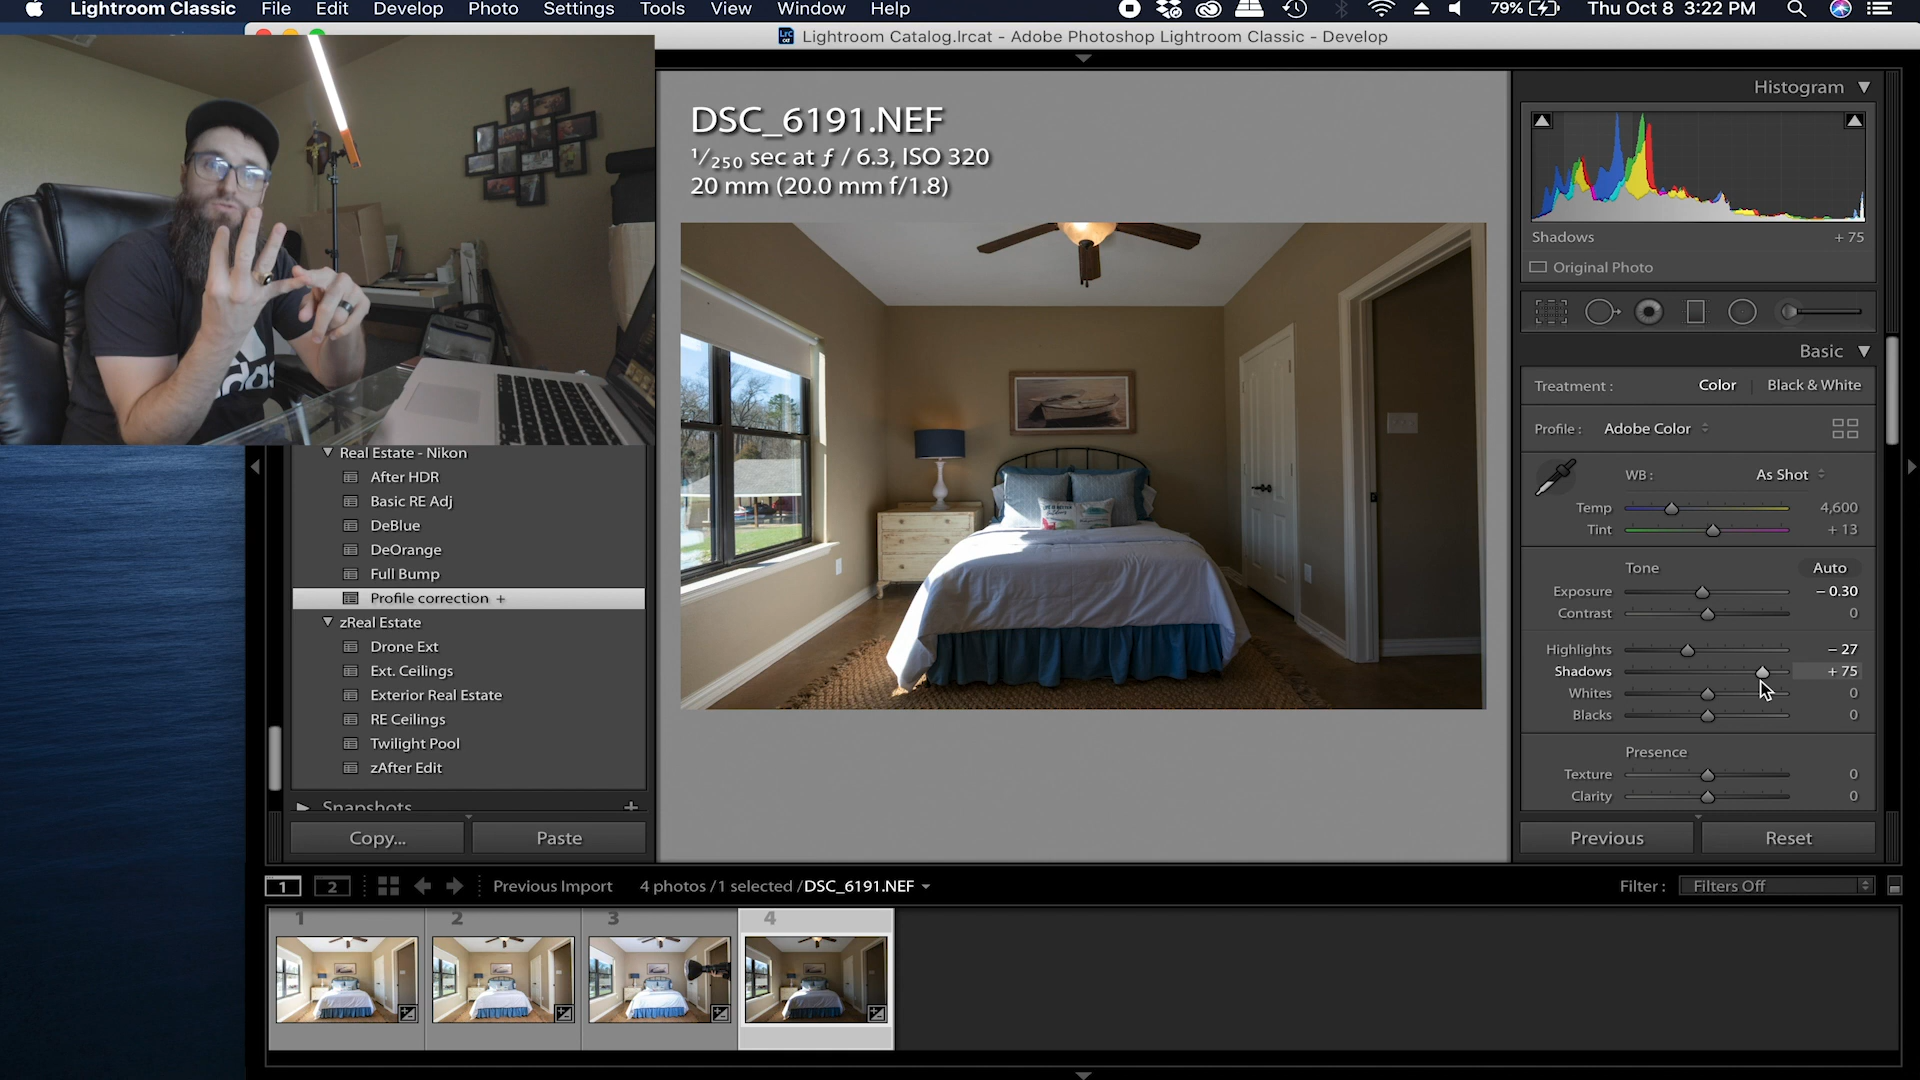 Lightroom Classic File Edit Develop Photo Settings Tools View Window Help 79% Thu Oct 8 3:22 PM
Lightroom Catalog.lrcat - Adobe Photoshop Lightroom Classic - Develop
DSC_6191.NEF
1/250 sec at ƒ / 6.3, ISO 320
20 mm (20.0 mm f/1.8)
Real Estate - Nikon
After HDR
Basic RE Adj
DeBlue
DeOrange
Full Bump
Profile correction +
zReal Estate
Drone Ext
Ext. Ceilings
Exterior Real Estate
RE Ceilings
Twilight Pool
zAfter Edit
Snapshots +
Copy... Paste
Histogram
Shadows + 75
Original Photo
Basic
Treatment : Color Black & White
Profile : Adobe Color
WB : As Shot
Temp 4,600
Tint + 13
Tone Auto
Exposure – 0.30
Contrast 0
Highlights – 27
Shadows + 75
Whites 0
Blacks 0
Presence
Texture 0
Clarity 0
Previous Reset
1 2 Previous Import 4 photos / 1 selected / DSC_6191.NEF Filter : Filters Off
1 2 3 4